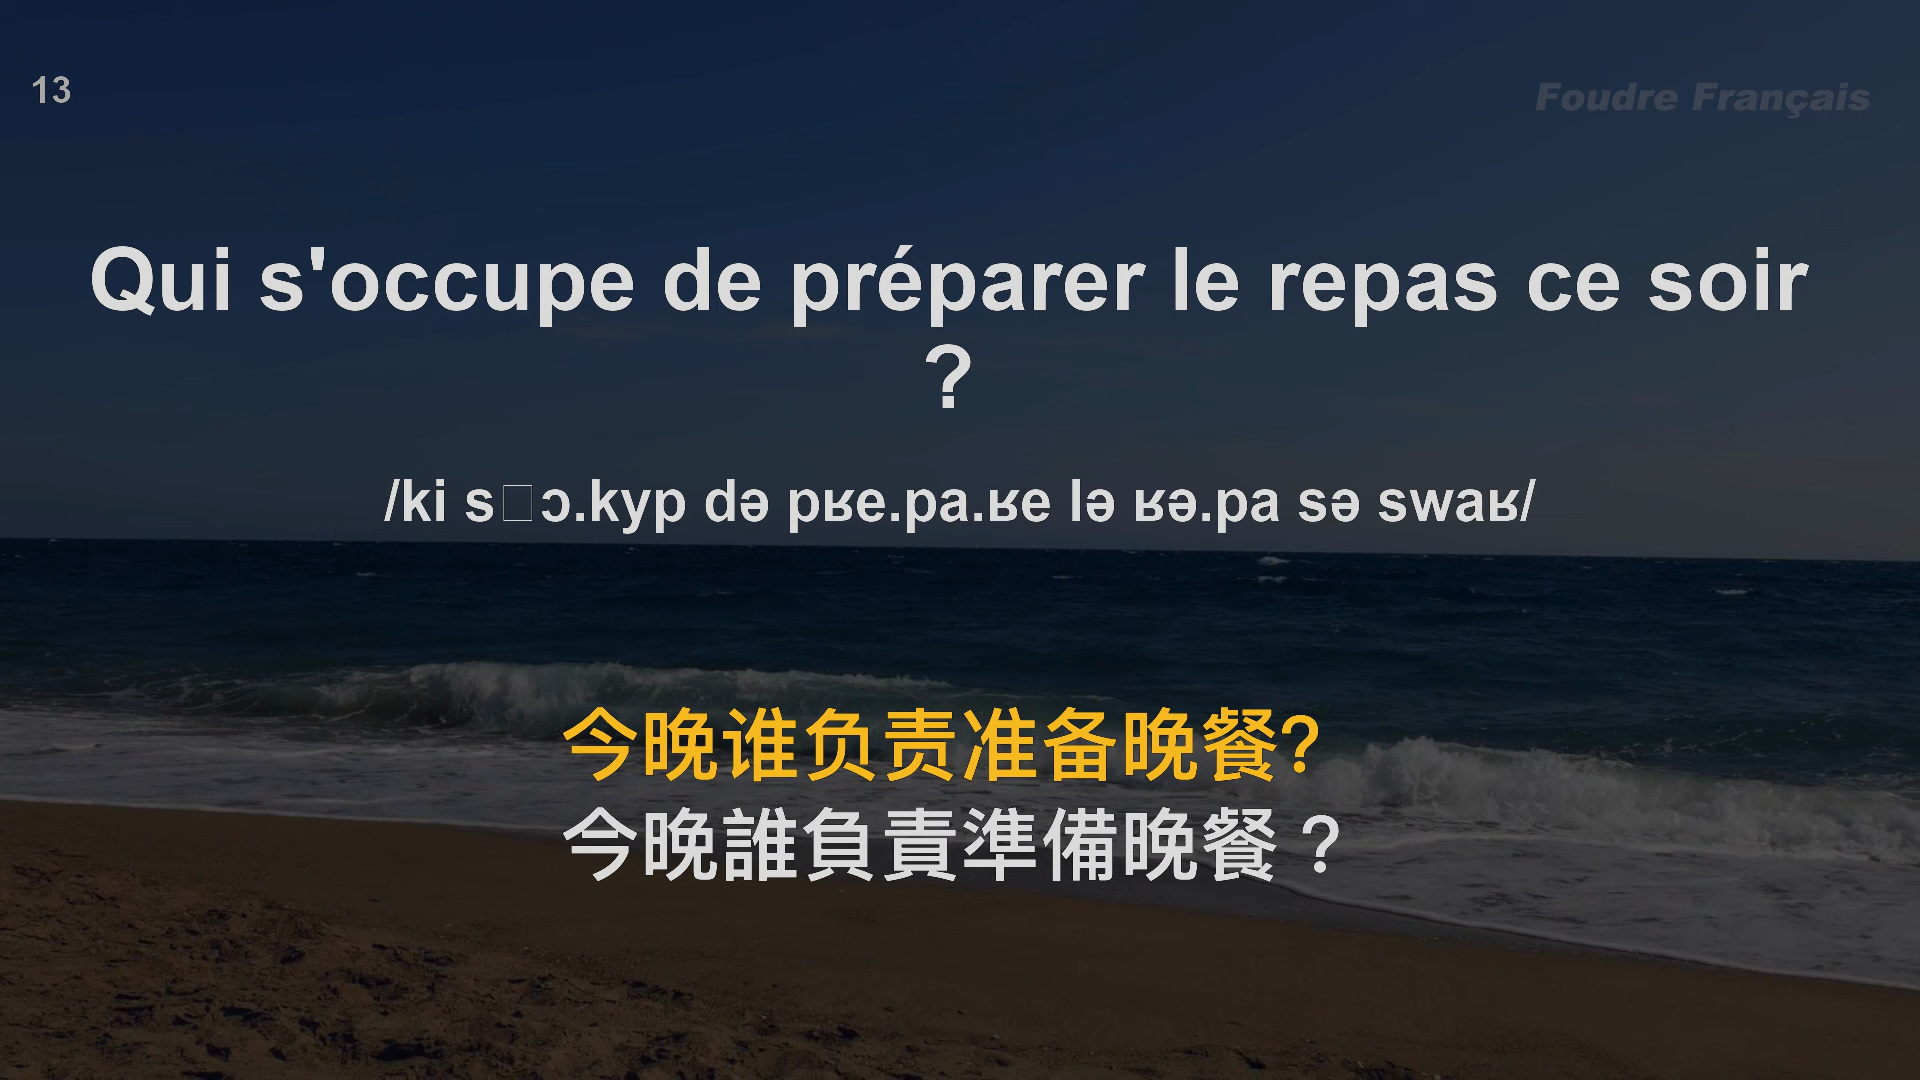 13
Foudre Français
Qui s'occupe de préparer le repas ce soir
?
/ki s□ɔ.kyp də pʁe.pa.ʁe lə ʁə.pa sə swaʁ/
今晚谁负责准备晚餐?
今晚誰負責準備晚餐？